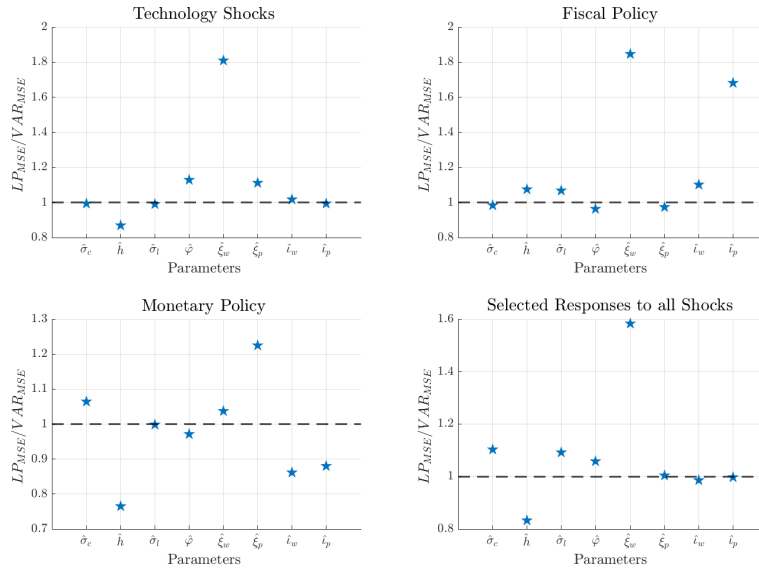 Technology Shocks
2
1.8
1.6
1.4
1.2
1
0.8
LP_MSE/VAR_MSE
σ̂_c ĥ σ̂_l φ̂ ξ̂_w ξ̂_p ι̂_w ι̂_p
Parameters
Fiscal Policy
2
1.8
1.6
1.4
1.2
1
0.8
LP_MSE/VAR_MSE
σ̂_c ĥ σ̂_l φ̂ ξ̂_w ξ̂_p ι̂_w ι̂_p
Parameters
Monetary Policy
1.3
1.2
1.1
1
0.9
0.8
0.7
LP_MSE/VAR_MSE
σ̂_c ĥ σ̂_l φ̂ ξ̂_w ξ̂_p ι̂_w ι̂_p
Parameters
Selected Responses to all Shocks
1.6
1.4
1.2
1
0.8
LP_MSE/VAR_MSE
σ̂_c ĥ σ̂_l φ̂ ξ̂_w ξ̂_p ι̂_w ι̂_p
Parameters